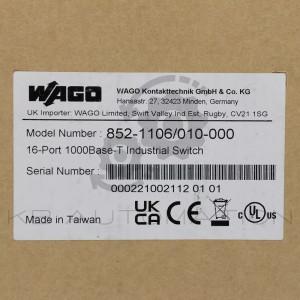 WAGO
WAGO Kontakttechnik GmbH & Co. KG
Hansastr. 27, 32423 Minden, Germany
UK Importer: WAGO Limited, Swift Valley Ind Est, Rugby, CV21 1SG
Model Number : 852-1106/010-000
16-Port 1000Base-T Industrial Switch
Serial Number :
000221002112 01 01
Made in Taiwan
UK CA CE C UL US